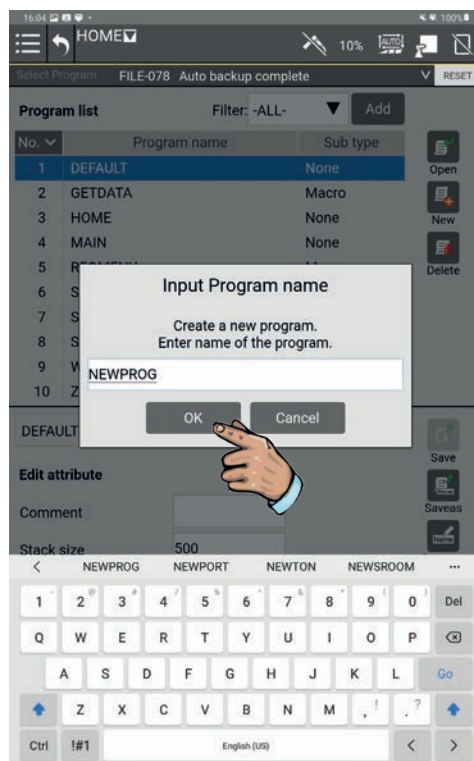 16:04 100%
HOME 10% AUTO
Select Program FILE-078 Auto backup complete RESET
Program list Filter: -ALL- Add
No. Program name Sub type
1 DEFAULT None
2 GETDATA Macro
3 HOME None
4 MAIN None
5
6 S
7 S
8 S
9 W
10 Z
Open
New
Delete
Input Program name
Create a new program.
Enter name of the program.
NEWPROG
OK Cancel
DEFAULT
Edit attribute
Comment
Stack size 500
Save
Saveas
Name
NEWPROG NEWPORT NEWTON NEWSROOM ...
1 2 3 4 5 6 7 8 9 0 Del
Q W E R T Y U I O P
A S D F G H J K L Go
Z X C V B N M , ! . ?
Ctrl !#1 English (US) < >